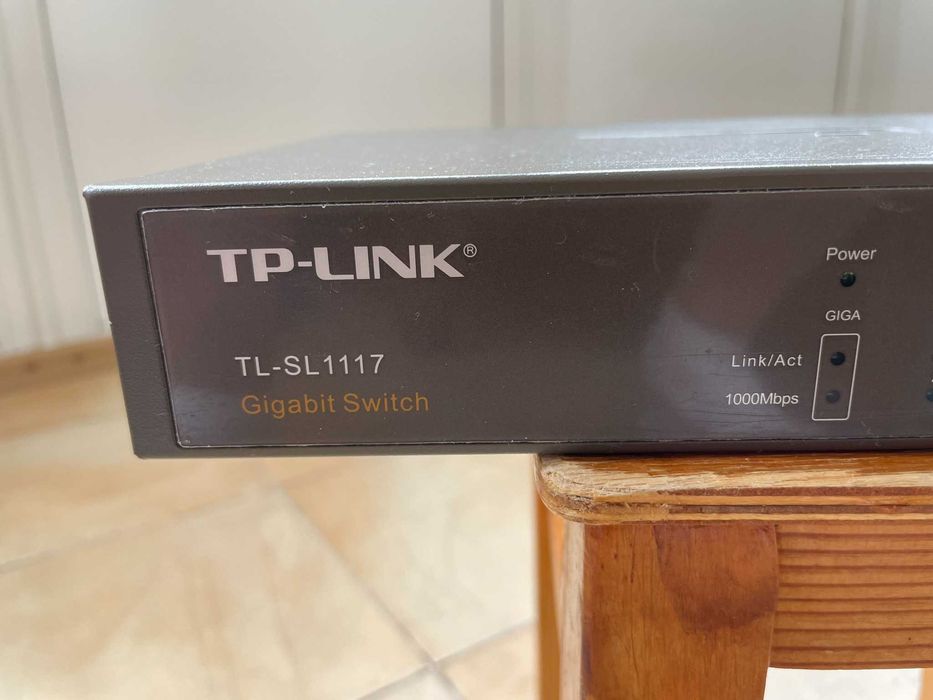 TP-LINK®
TL-SL1117
Gigabit Switch
Power
GIGA
Link/Act
1000Mbps